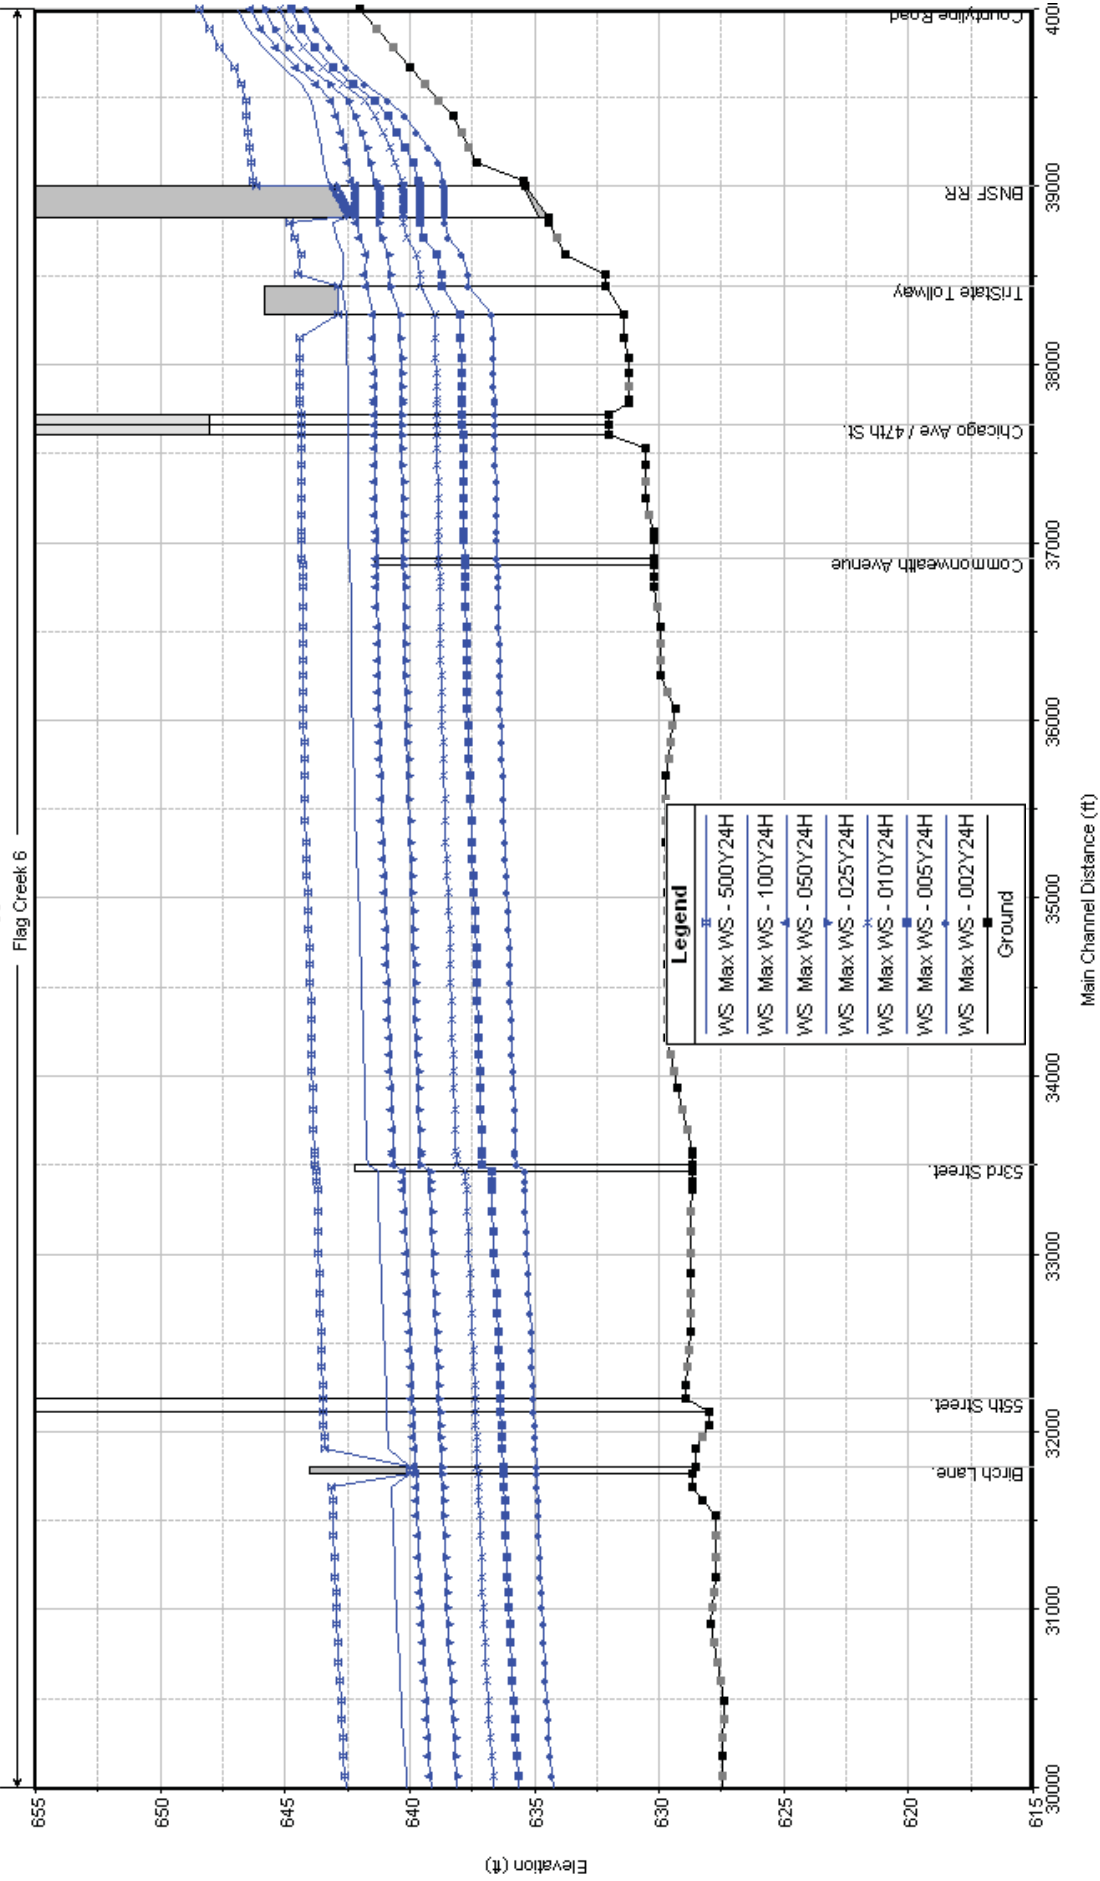 Flag Creek 6
Elevation (ft)
655
650
645
640
635
630
625
620
615
Birch Lane.
55th Street.
53rd Street.
Commonwealth Avenue
Chicago Ave / 47th St.
TriState Tollway
BNSF RR
Countyline Road
Legend
WS Max WS - 500Y24H
WS Max WS - 100Y24H
WS Max WS - 050Y24H
WS Max WS - 025Y24H
WS Max WS - 010Y24H
WS Max WS - 005Y24H
WS Max WS - 002Y24H
Ground
30000
31000
32000
33000
34000
35000
36000
37000
38000
39000
Main Channel Distance (ft)